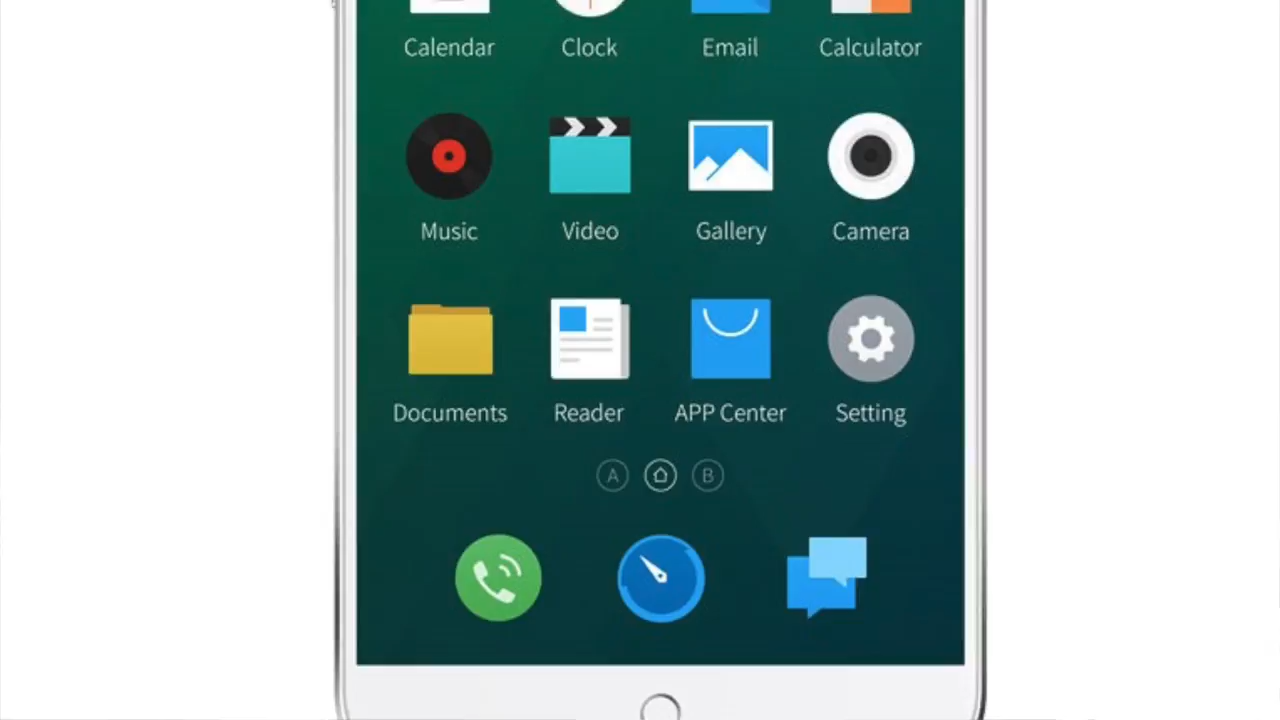 Calendar Clock Email Calculator
Music Video Gallery Camera
Documents Reader APP Center Setting
A B